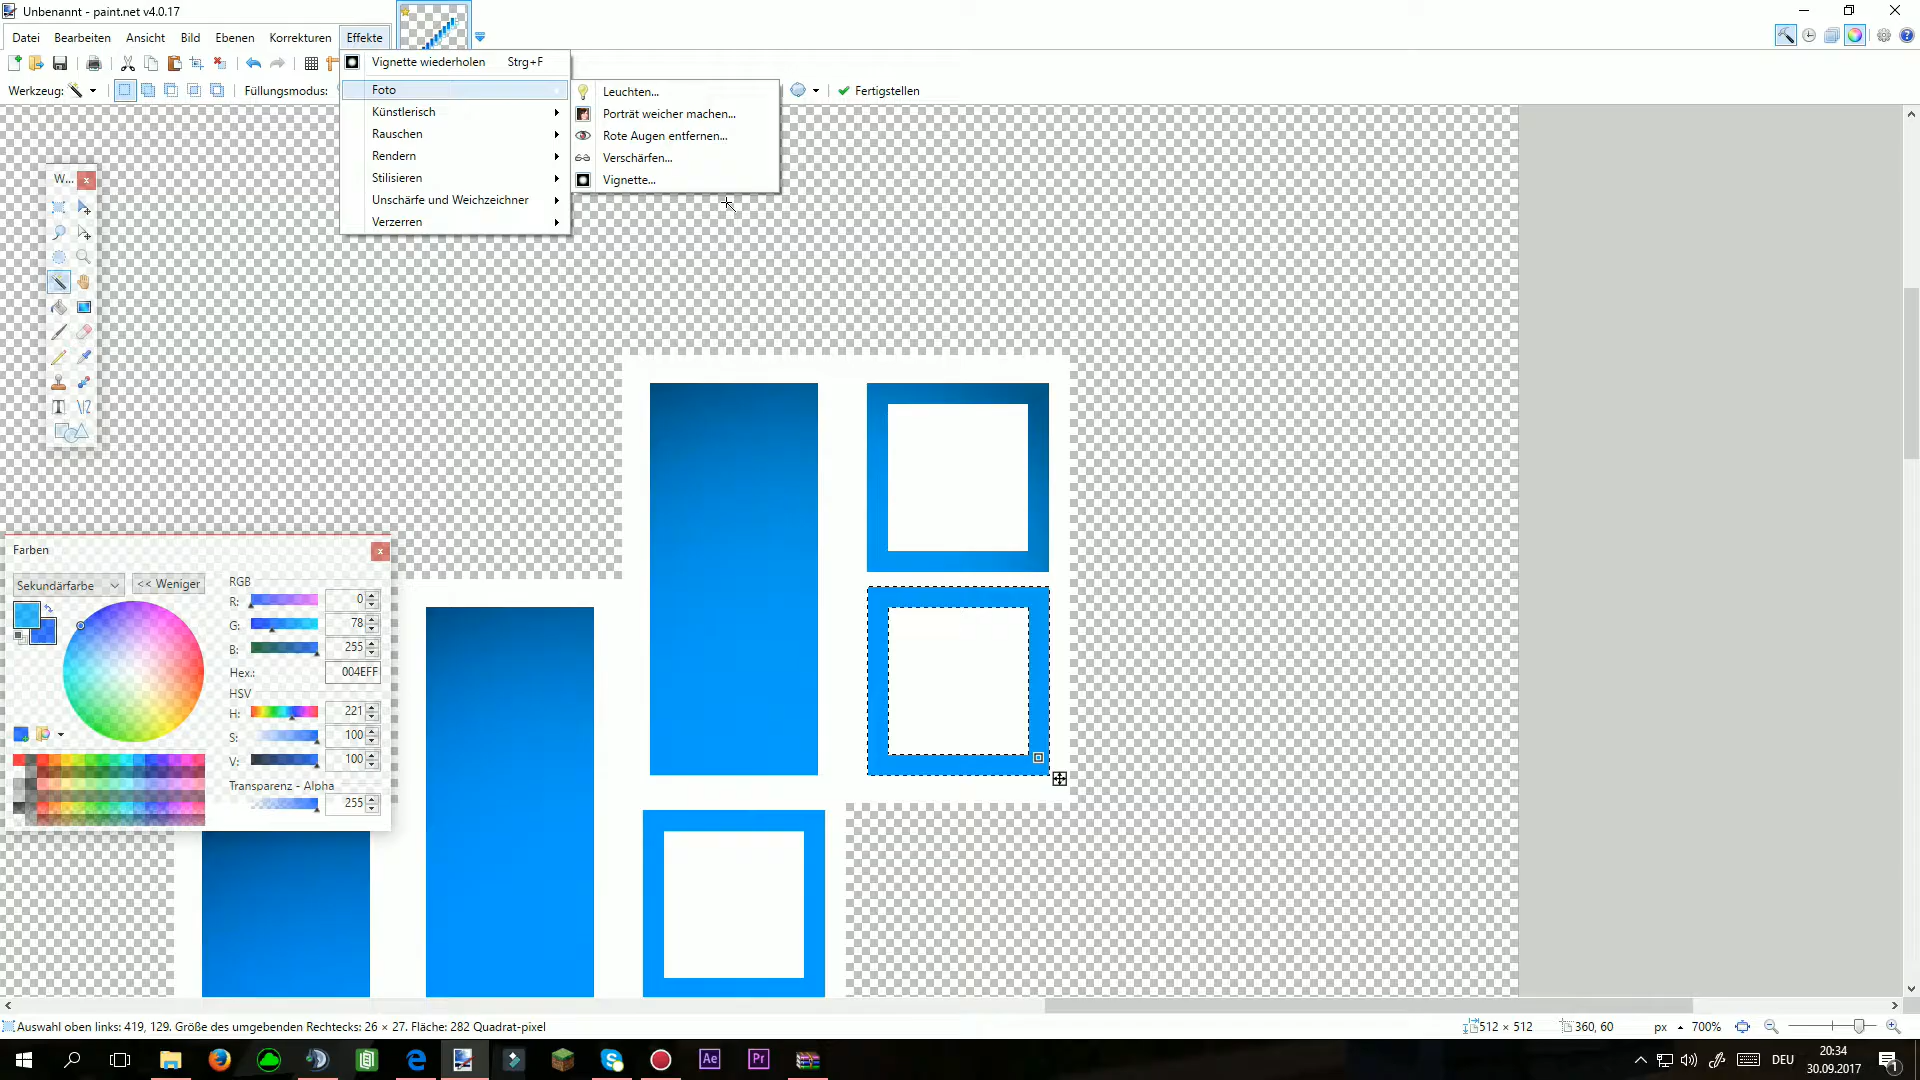 Unbenannt - paint.net v4.0.17
Datei Bearbeiten Ansicht Bild Ebenen Korrekturen Effekte
Vignette wiederholen Strg+F
Werkzeug: Füllungsmodus: Fertigstellen
Foto
Künstlerisch
Rauschen
Rendern
Stilisieren
Unschärfe und Weichzeichner
Verzerren
Leuchten...
Porträt weicher machen...
Rote Augen entfernen...
Verschärfen...
Vignette...
W...
Farben
Sekundärfarbe << Weniger
RGB
R: 0
G: 78
B: 255
Hex.: 004EFF
HSV
H: 221
S: 100
V: 100
Transparenz - Alpha
255
Auswahl oben links: 419, 129. Größe des umgebenden Rechtecks: 26 × 27. Fläche: 282 Quadrat-pixel
512 × 512 360, 60 px 700%
Ae Pr DEU 20:34
30.09.2017
1